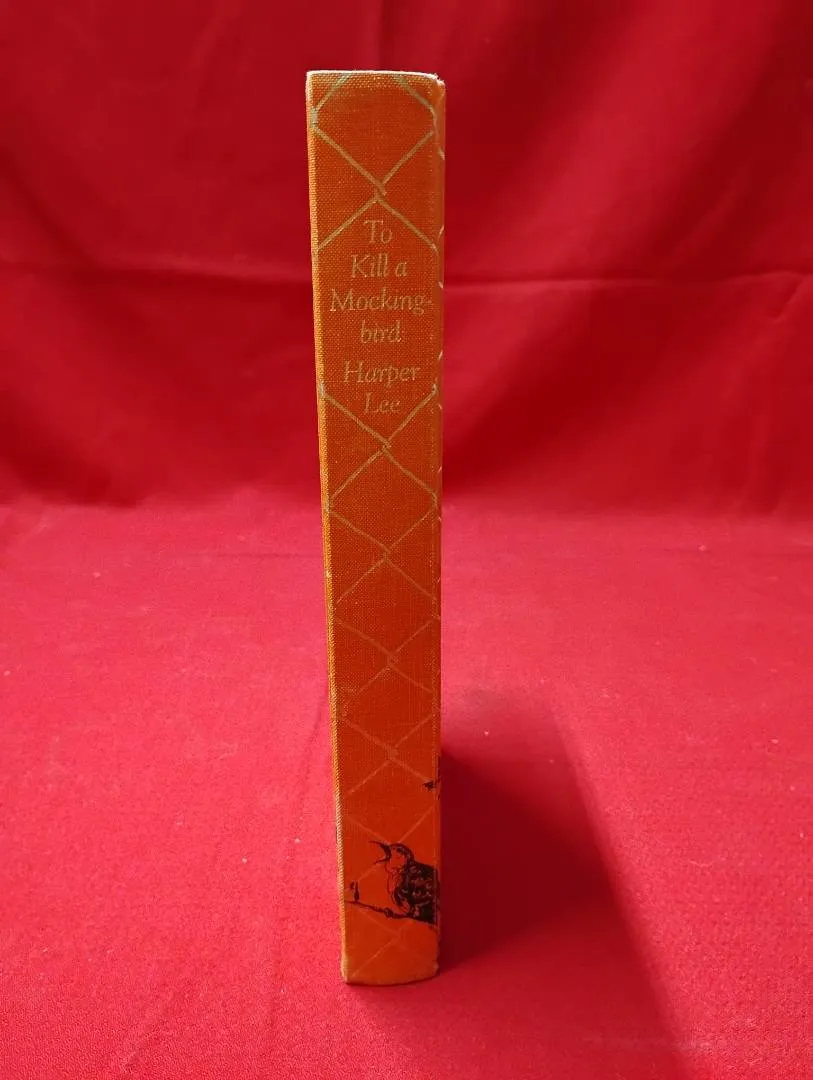 To
Kill a
Mocking-
bird
Harper
Lee